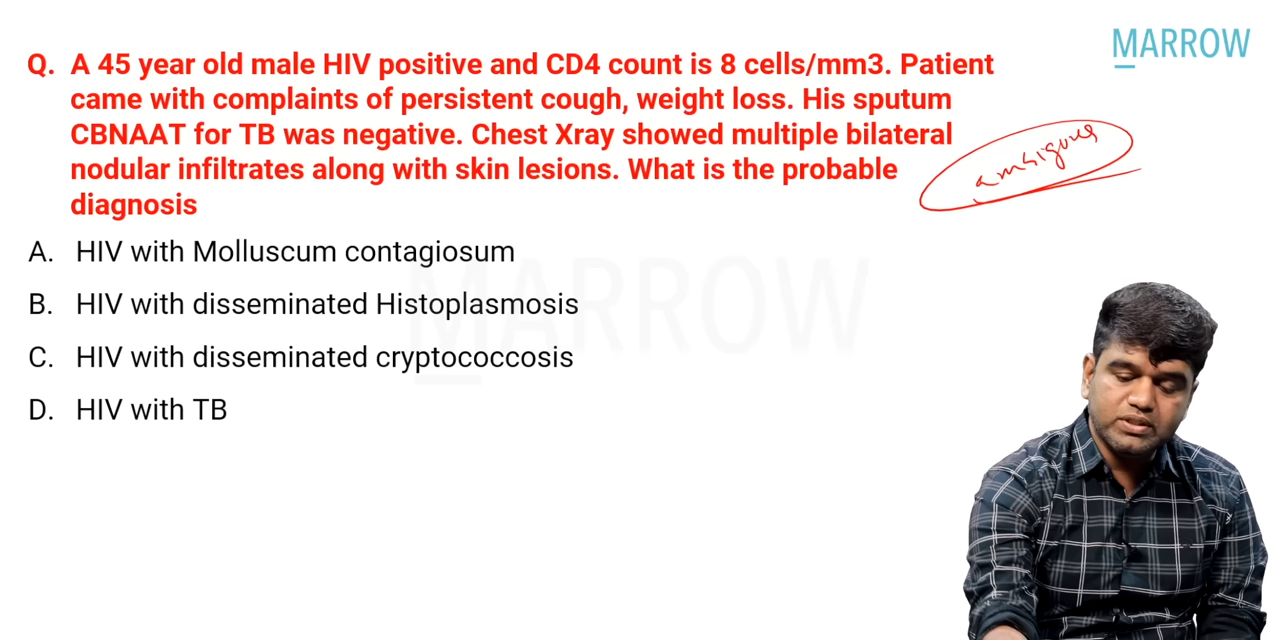 MARROW
Q. A 45 year old male HIV positive and CD4 count is 8 cells/mm3. Patient
came with complaints of persistent cough, weight loss. His sputum
CBNAAT for TB was negative. Chest Xray showed multiple bilateral
nodular infiltrates along with skin lesions. What is the probable
diagnosis
ambigous
A. HIV with Molluscum contagiosum
B. HIV with disseminated Histoplasmosis
C. HIV with disseminated cryptococcosis
D. HIV with TB
MARROW